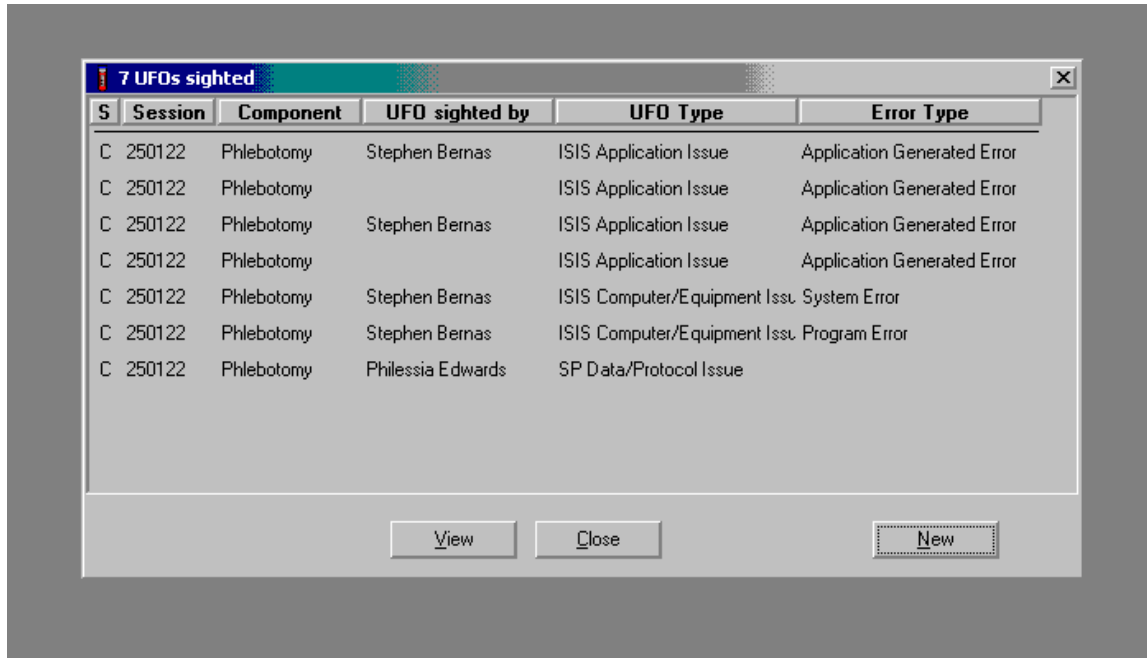 7 UFOs sighted
S Session Component UFO sighted by UFO Type Error Type
C 250122 Phlebotomy Stephen Bernas ISIS Application Issue Application Generated Error
C 250122 Phlebotomy ISIS Application Issue Application Generated Error
C 250122 Phlebotomy Stephen Bernas ISIS Application Issue Application Generated Error
C 250122 Phlebotomy ISIS Application Issue Application Generated Error
C 250122 Phlebotomy Stephen Bernas ISIS Computer/Equipment Issu System Error
C 250122 Phlebotomy Stephen Bernas ISIS Computer/Equipment Issu Program Error
C 250122 Phlebotomy Philessia Edwards SP Data/Protocol Issue
View Close New